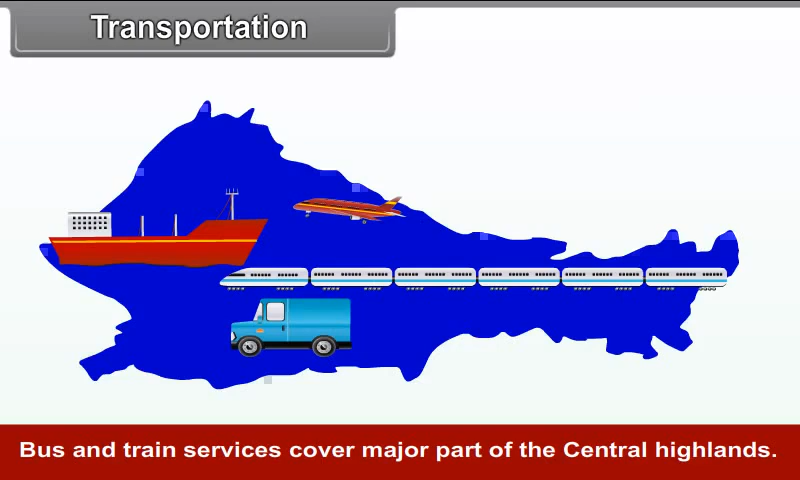 Transportation
Bus and train services cover major part of the Central highlands.